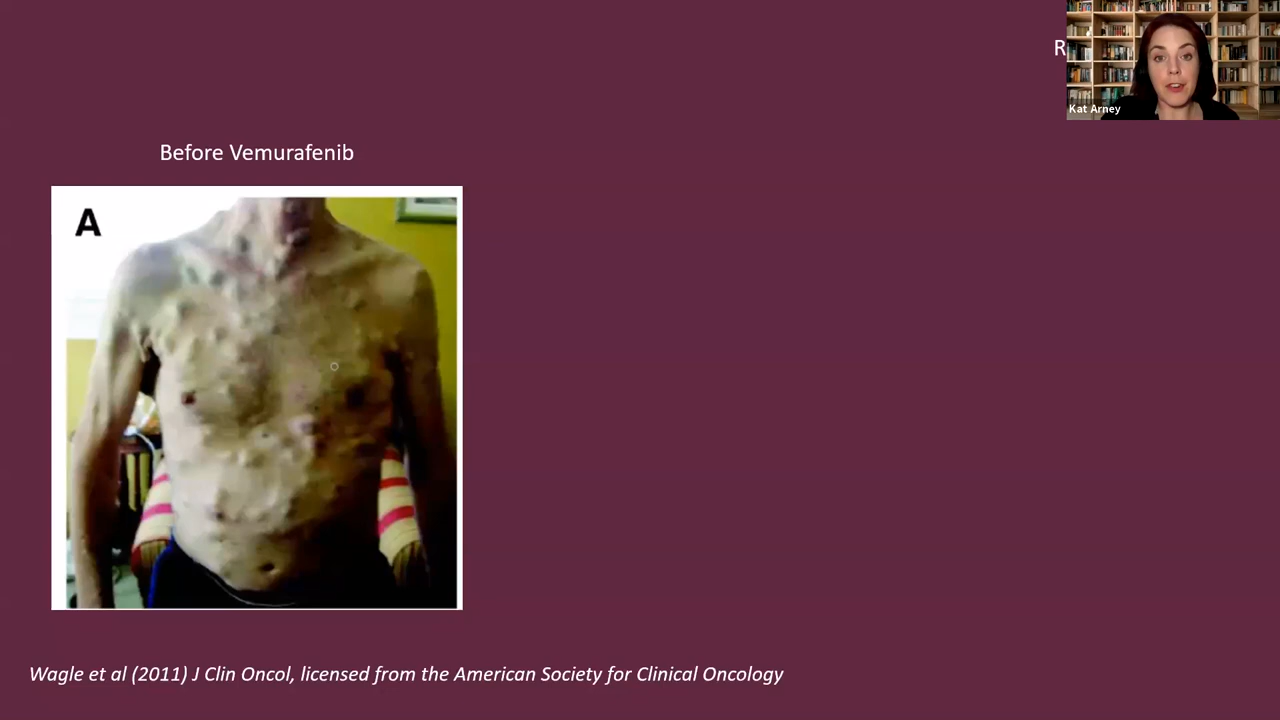 R
Kat Arney
Before Vemurafenib
A
Wagle et al (2011) J Clin Oncol, licensed from the American Society for Clinical Oncology